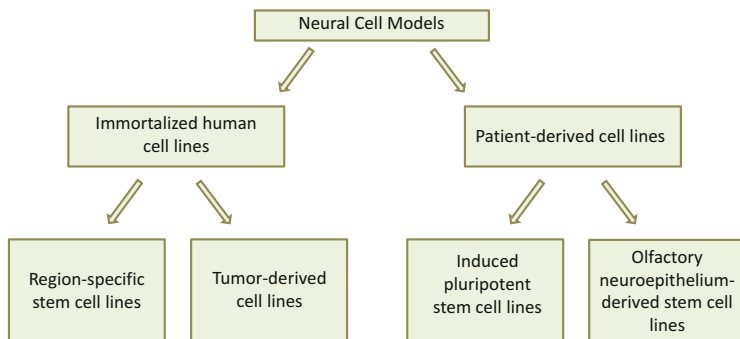 Neural Cell Models
Immortalized human
cell lines
Patient-derived cell lines
Region-specific
stem cell lines
Tumor-derived
cell lines
Induced
pluripotent
stem cell lines
Olfactory
neuroepithelium-
derived stem cell
lines